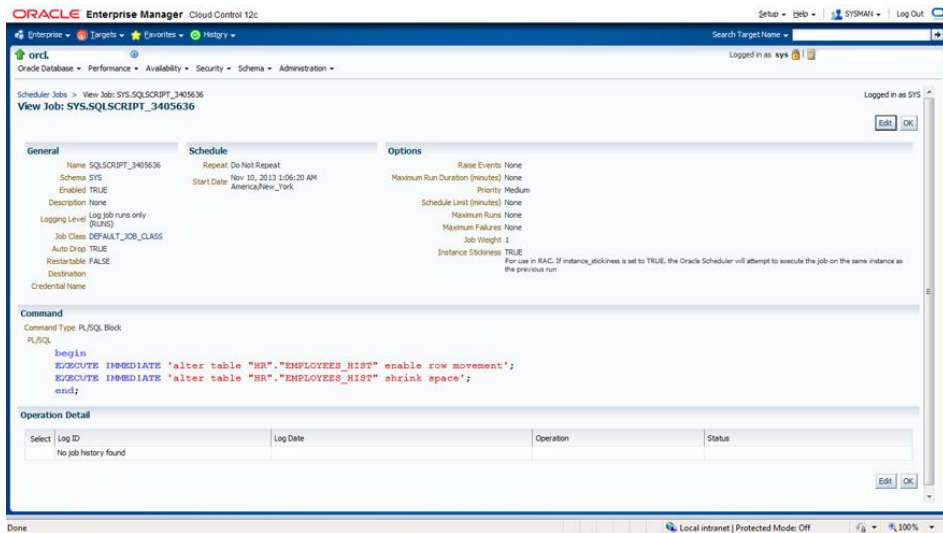 ORACLE Enterprise Manager Cloud Control 12c
Setup Help SYSMAN Log Out
Enterprise Targets Favorites History
Search Target Name
orcl.
Logged in as sys
Oracle Database Performance Availability Security Schema Administration
Scheduler Jobs > View Job: SYS.SQLSCRIPT_3405636
Logged in as SYS
View Job: SYS.SQLSCRIPT_3405636
Edit OK
General
Name SQLSCRIPT_3405636
Schema SYS
Enabled TRUE
Description None
Logging Level Log job runs only (RUNS)
Job Class DEFAULT_JOB_CLASS
Auto Drop TRUE
Restartable FALSE
Destination
Credential Name
Schedule
Repeat Do Not Repeat
Start Date Nov 10, 2013 1:06:20 AM
America/New_York
Options
Raise Events None
Maximum Run Duration (minutes) None
Priority Medium
Schedule Limit (minutes) None
Maximum Runs None
Maximum Failures None
Job Weight 1
Instance Stickiness TRUE
For use in RAC. If instance_stickiness is set to TRUE, the Oracle Scheduler will attempt to execute the job on the same instance as
the previous run
Command
Command Type PL/SQL Block
PL/SQL
begin
EXECUTE IMMEDIATE 'alter table "HR"."EMPLOYEES_HIST" enable row movement';
EXECUTE IMMEDIATE 'alter table "HR"."EMPLOYEES_HIST" shrink space';
end;
Operation Detail
Select Log ID Log Date Operation Status
No job history found
Edit OK
Done
Local intranet | Protected Mode: Off
100%